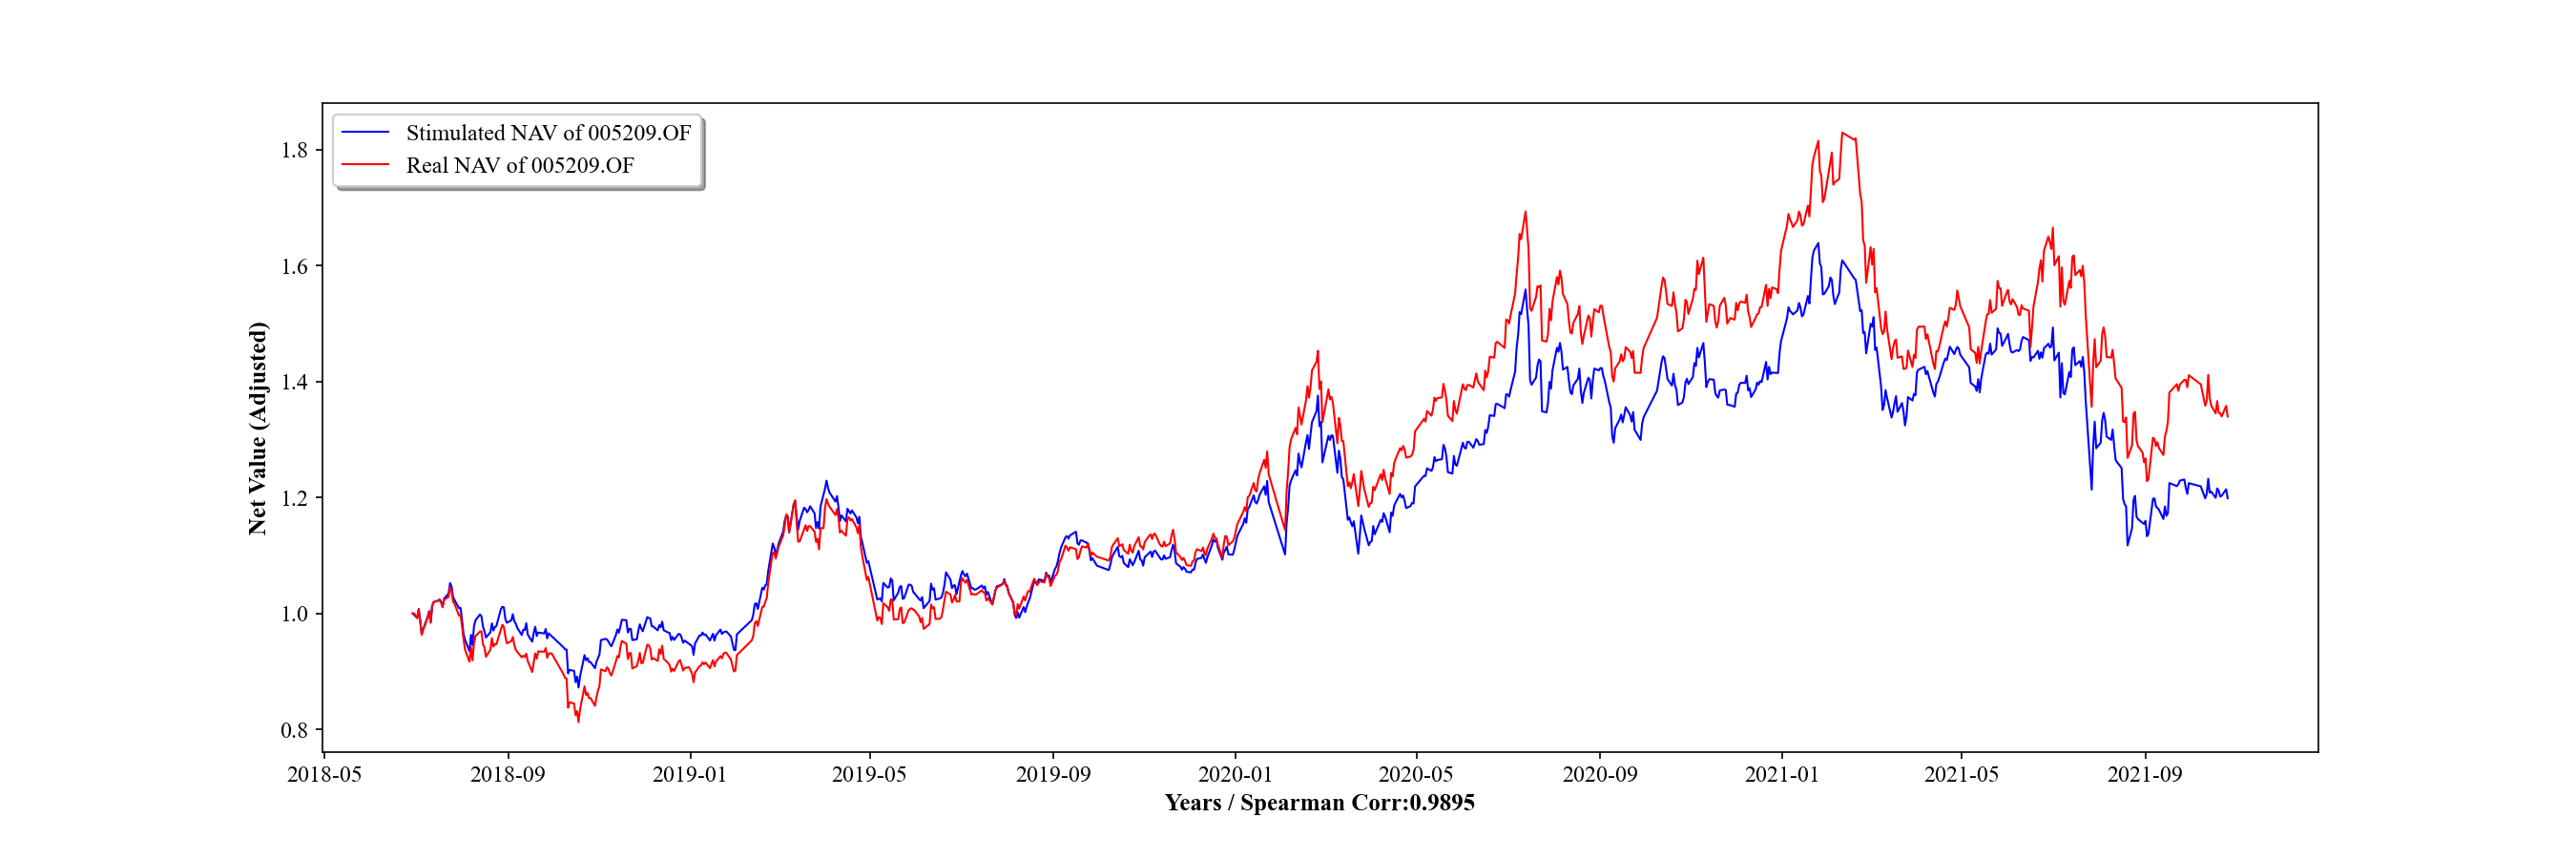 Stimulated NAV of 005209.OF
Real NAV of 005209.OF
Net Value (Adjusted)
1.8
1.6
1.4
1.2
1.0
0.8
2018-05 2018-09 2019-01 2019-05 2019-09 2020-01 2020-05 2020-09 2021-01 2021-05 2021-09
Years / Spearman Corr:0.9895